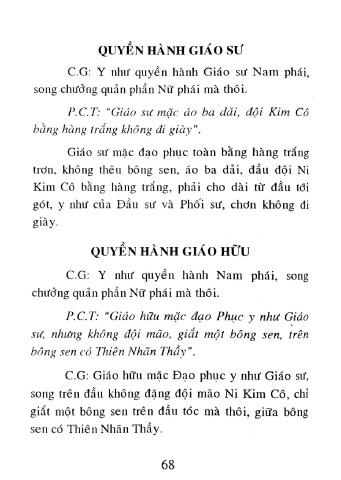 QUYỀN HÀNH GIÁO SƯ
C.G: Y như quyền hành Giáo sư Nam phái,
song chưởng quản phần Nữ phái mà thôi.
P.C.T: "Giáo sư mặc áo ba dải, đội Kim Cô
bằng hàng trắng không đi giày".
Giáo sư mặc đạo phục toàn bằng hàng trắng
trơn, không thêu bông sen, áo ba dải, đầu đội Ni
Kim Cô bằng hàng trắng, phải cho dài từ đầu tới
gót, y như của Đầu sư và Phối sư, chơn không đi
giày.
QUYỀN HÀNH GIÁO HỮU
C.G: Y như quyền hành Nam phái, song
chưởng quản phần Nữ phái mà thôi.
P.C.T: "Giáo hữu mặc đạo Phục y như Giáo
sư, nhưng không đội mão, giắt một bông sen, trên
bông sen có Thiên Nhãn Thầy".
C.G: Giáo hữu mặc Đạo phục y như Giáo sư,
song trên đầu không đặng đội mão Ni Kim Cô, chỉ
giắt một bông sen trên đầu tóc mà thôi, giữa bông
sen có Thiên Nhãn Thầy.
68